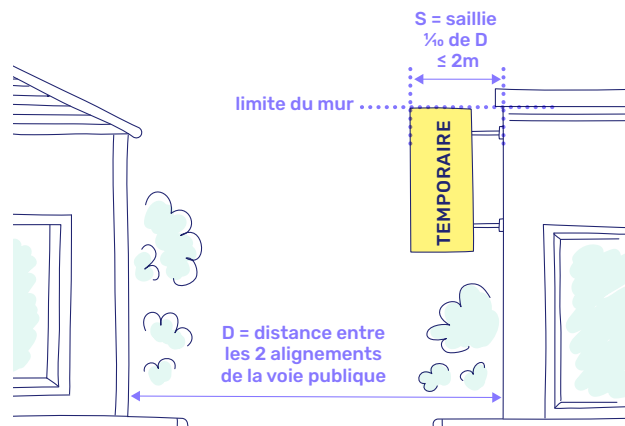 S = saillie
⅒ de D
≤ 2m
limite du mur
TEMPORAIRE
D = distance entre
les 2 alignements
de la voie publique